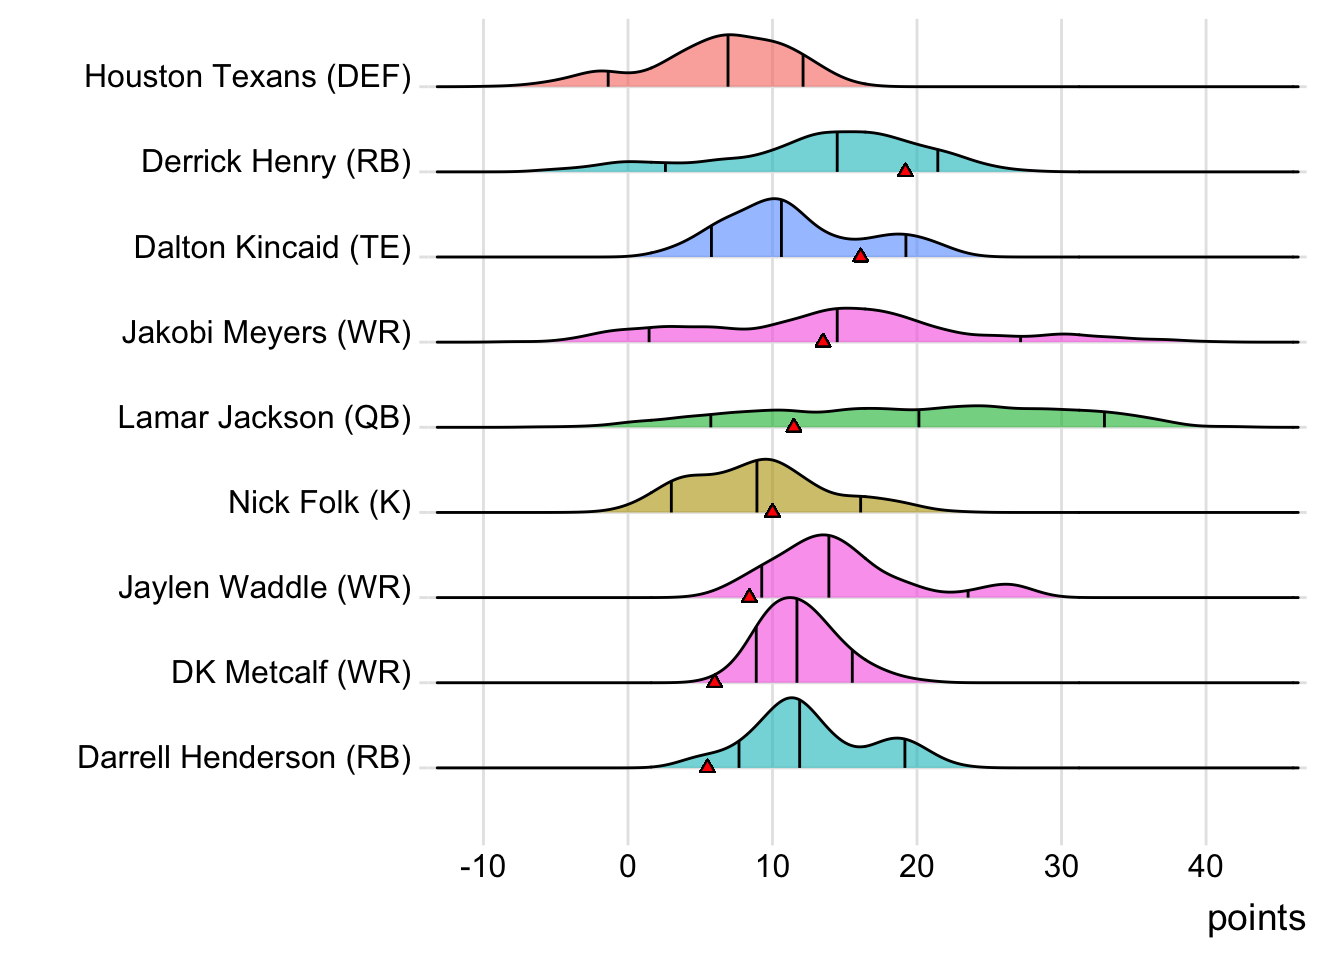 Houston Texans (DEF)
Derrick Henry (RB)
Dalton Kincaid (TE)
Jakobi Meyers (WR)
Lamar Jackson (QB)
Nick Folk (K)
Jaylen Waddle (WR)
DK Metcalf (WR)
Darrell Henderson (RB)
-10 0 10 20 30 40
points